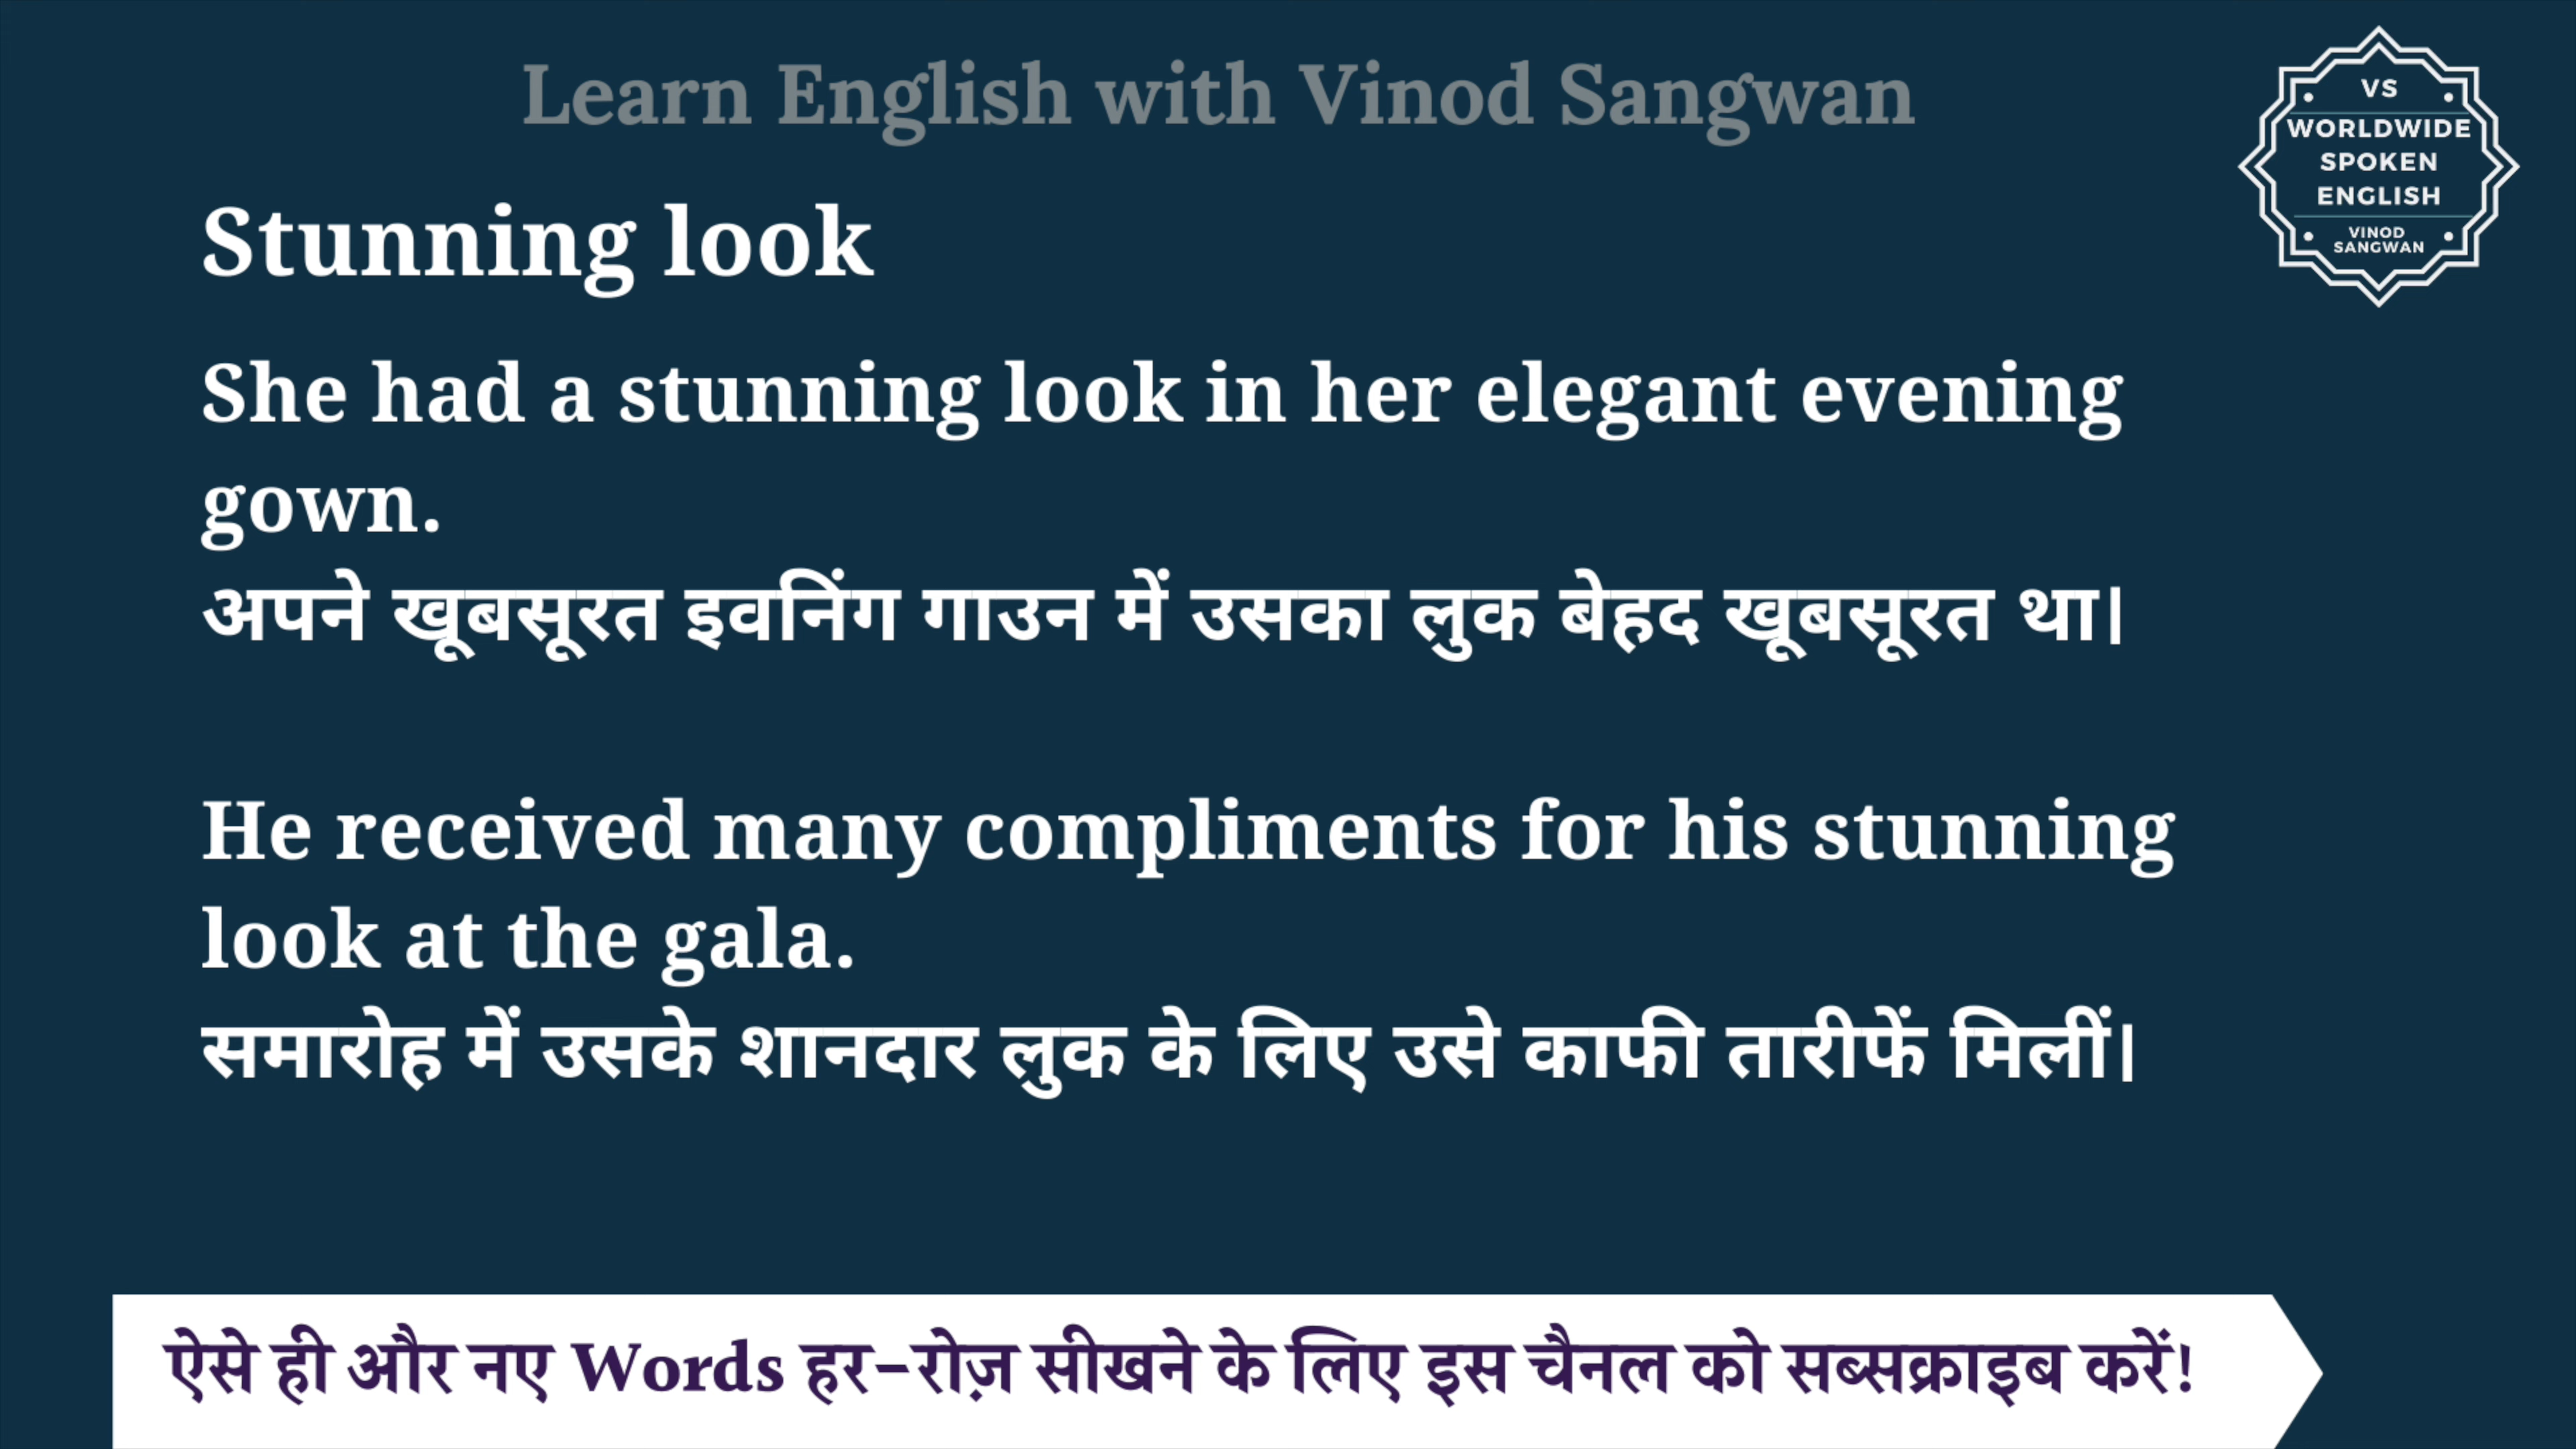 Learn English with Vinod Sangwan
VS
WORLDWIDE
SPOKEN
ENGLISH
VINOD
SANGWAN
Stunning look
She had a stunning look in her elegant evening
gown.
अपने खूबसूरत इवनिंग गाउन में उसका लुक बेहद खूबसूरत था।
He received many compliments for his stunning
look at the gala.
समारोह में उसके शानदार लुक के लिए उसे काफी तारीफें मिलीं।
ऐसे ही और नए Words हर-रोज़ सीखने के लिए इस चैनल को सब्सक्राइब करें!